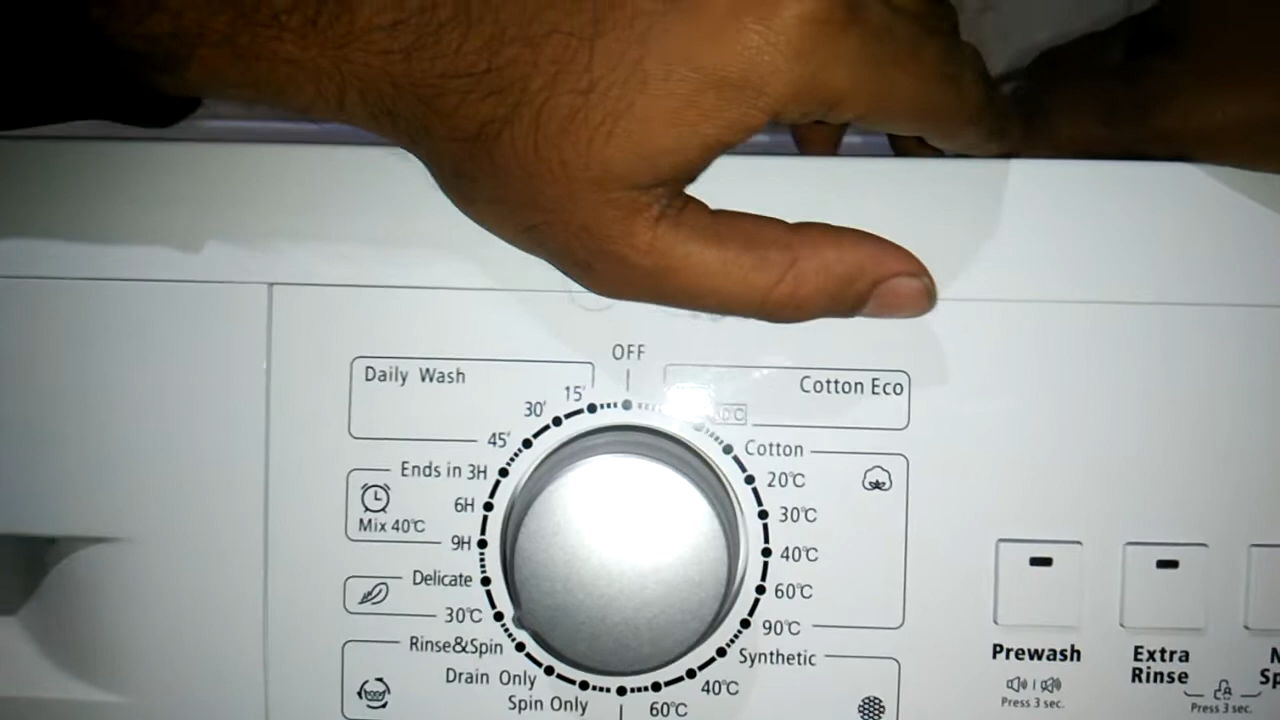 OFF
Daily Wash
Cotton Eco
15'
30'
45'
Cotton
20°C
30°C
40°C
60°C
90°C
Ends in 3H
6H
Mix 40°C
9H
Delicate
30°C
Rinse&Spin
Drain Only
Spin Only
Synthetic
40°C
60°C
Prewash
Press 3 sec.
Extra
Rinse
Press 3 sec.